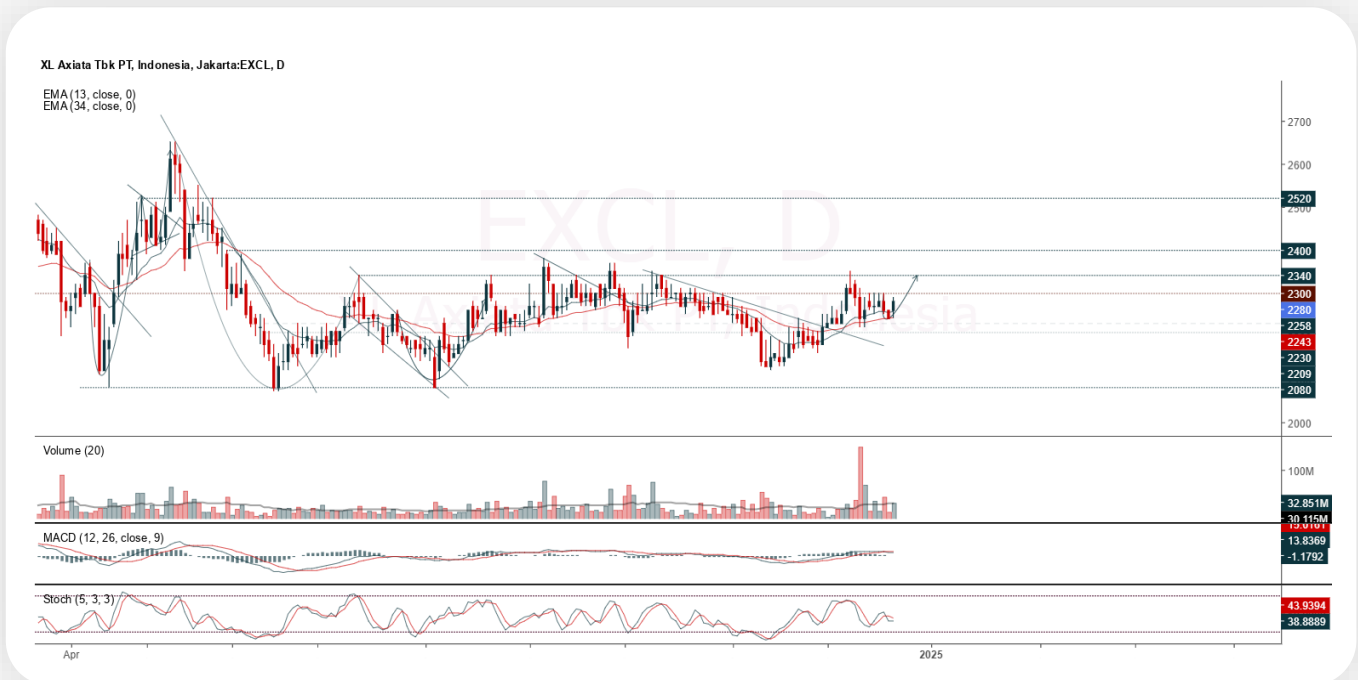 XL Axiata Tbk PT, Indonesia, Jakarta:EXCL, D
EMA (13, close, 0)
EMA (34, close, 0)
EXCL, D
2700
2600
2520
2500
2400
2340
2300
2280
2258
2243
2230
2209
2080
2000
Volume (20)
100M
32.851M
30.115M
MACD (12, 26, close, 9)
13.8369
-1.1792
Stoch (5, 3, 3)
43.9394
38.8889
Apr
2025